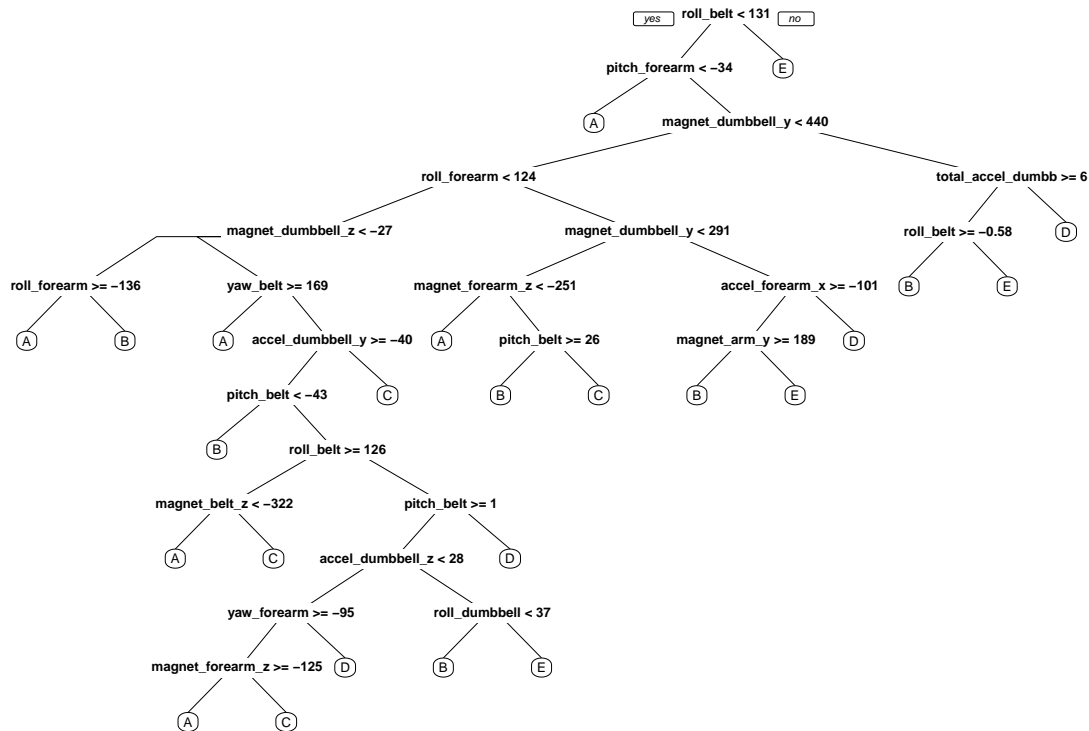 yes roll_belt < 131 no
pitch_forearm < −34 E
A magnet_dumbbell_y < 440
roll_forearm < 124 total_accel_dumbb >= 6
magnet_dumbbell_z < −27 magnet_dumbbell_y < 291 roll_belt >= −0.58 D
roll_forearm >= −136 yaw_belt >= 169 magnet_forearm_z < −251 accel_forearm_x >= −101 B E
A B A accel_dumbbell_y >= −40 A pitch_belt >= 26 magnet_arm_y >= 189 D
pitch_belt < −43 C B C B E
B roll_belt >= 126
magnet_belt_z < −322 pitch_belt >= 1
A C accel_dumbbell_z < 28 D
yaw_forearm >= −95 roll_dumbbell < 37
magnet_forearm_z >= −125 D B E
A C